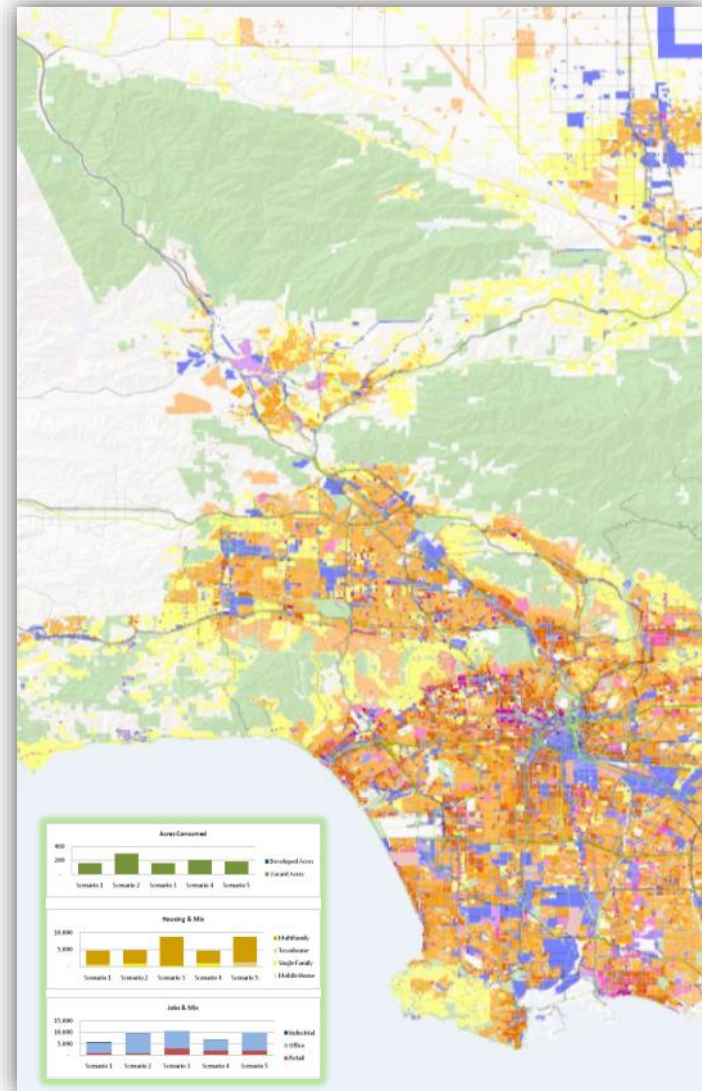 Acres Consumed
400
200
-
Developed Acres
Vacant Acres
Scenario 1 Scenario 2 Scenario 3 Scenario 4 Scenario 5
Housing & Mix
10,000
5,000
-
Multifamily
Townhome
Single Family
Mobile Home
Scenario 1 Scenario 2 Scenario 3 Scenario 4 Scenario 5
Jobs & Mix
15,000
10,000
5,000
-
Industrial
Office
Retail
Scenario 1 Scenario 2 Scenario 3 Scenario 4 Scenario 5